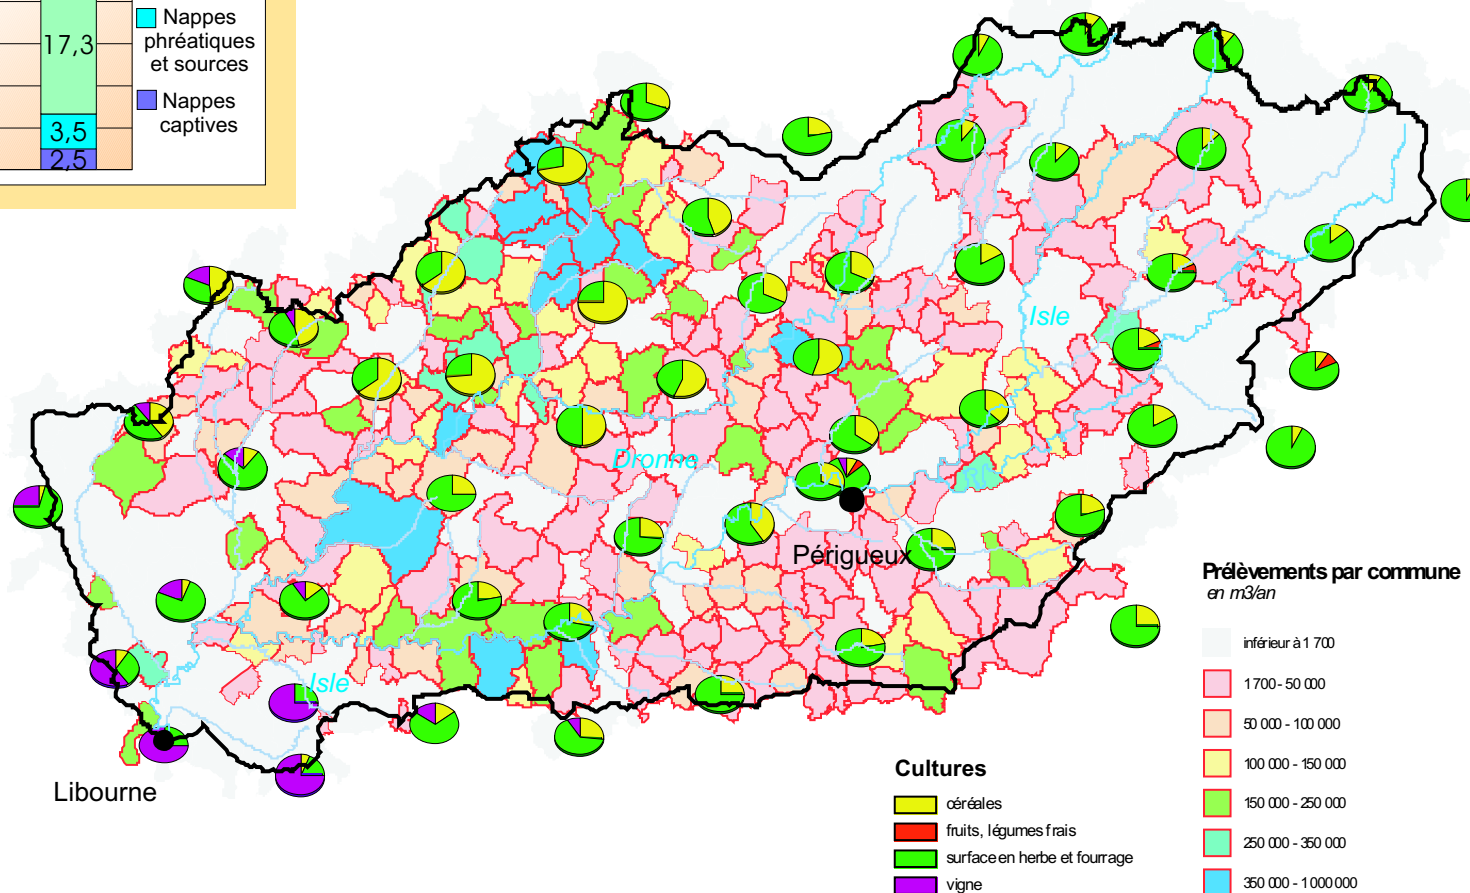 17,3
3,5
2,5
Nappes
phréatiques
et sources
Nappes
captives
Isle
Dronne
Périgueux
Isle
Libourne
Cultures
céréales
fruits, légumes frais
surface en herbe et fourrage
vigne
Prélèvements par commune
en m3/an
inférieur à 1 700
1 700 - 50 000
50 000 - 100 000
100 000 - 150 000
150 000 - 250 000
250 000 - 350 000
350 000 - 1 000 000